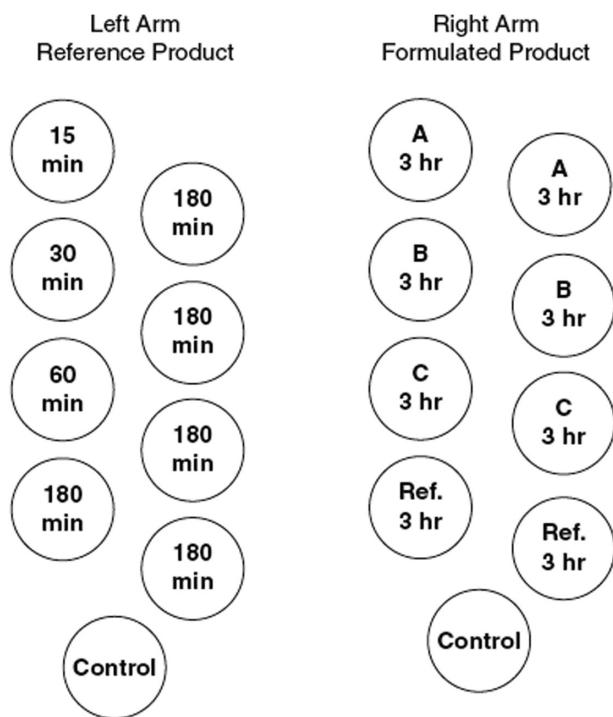 Left Arm
Reference Product
15
min
180
min
30
min
180
min
60
min
180
min
180
min
180
min
Control
Right Arm
Formulated Product
A
3 hr
A
3 hr
B
3 hr
B
3 hr
C
3 hr
C
3 hr
Ref.
3 hr
Ref.
3 hr
Control